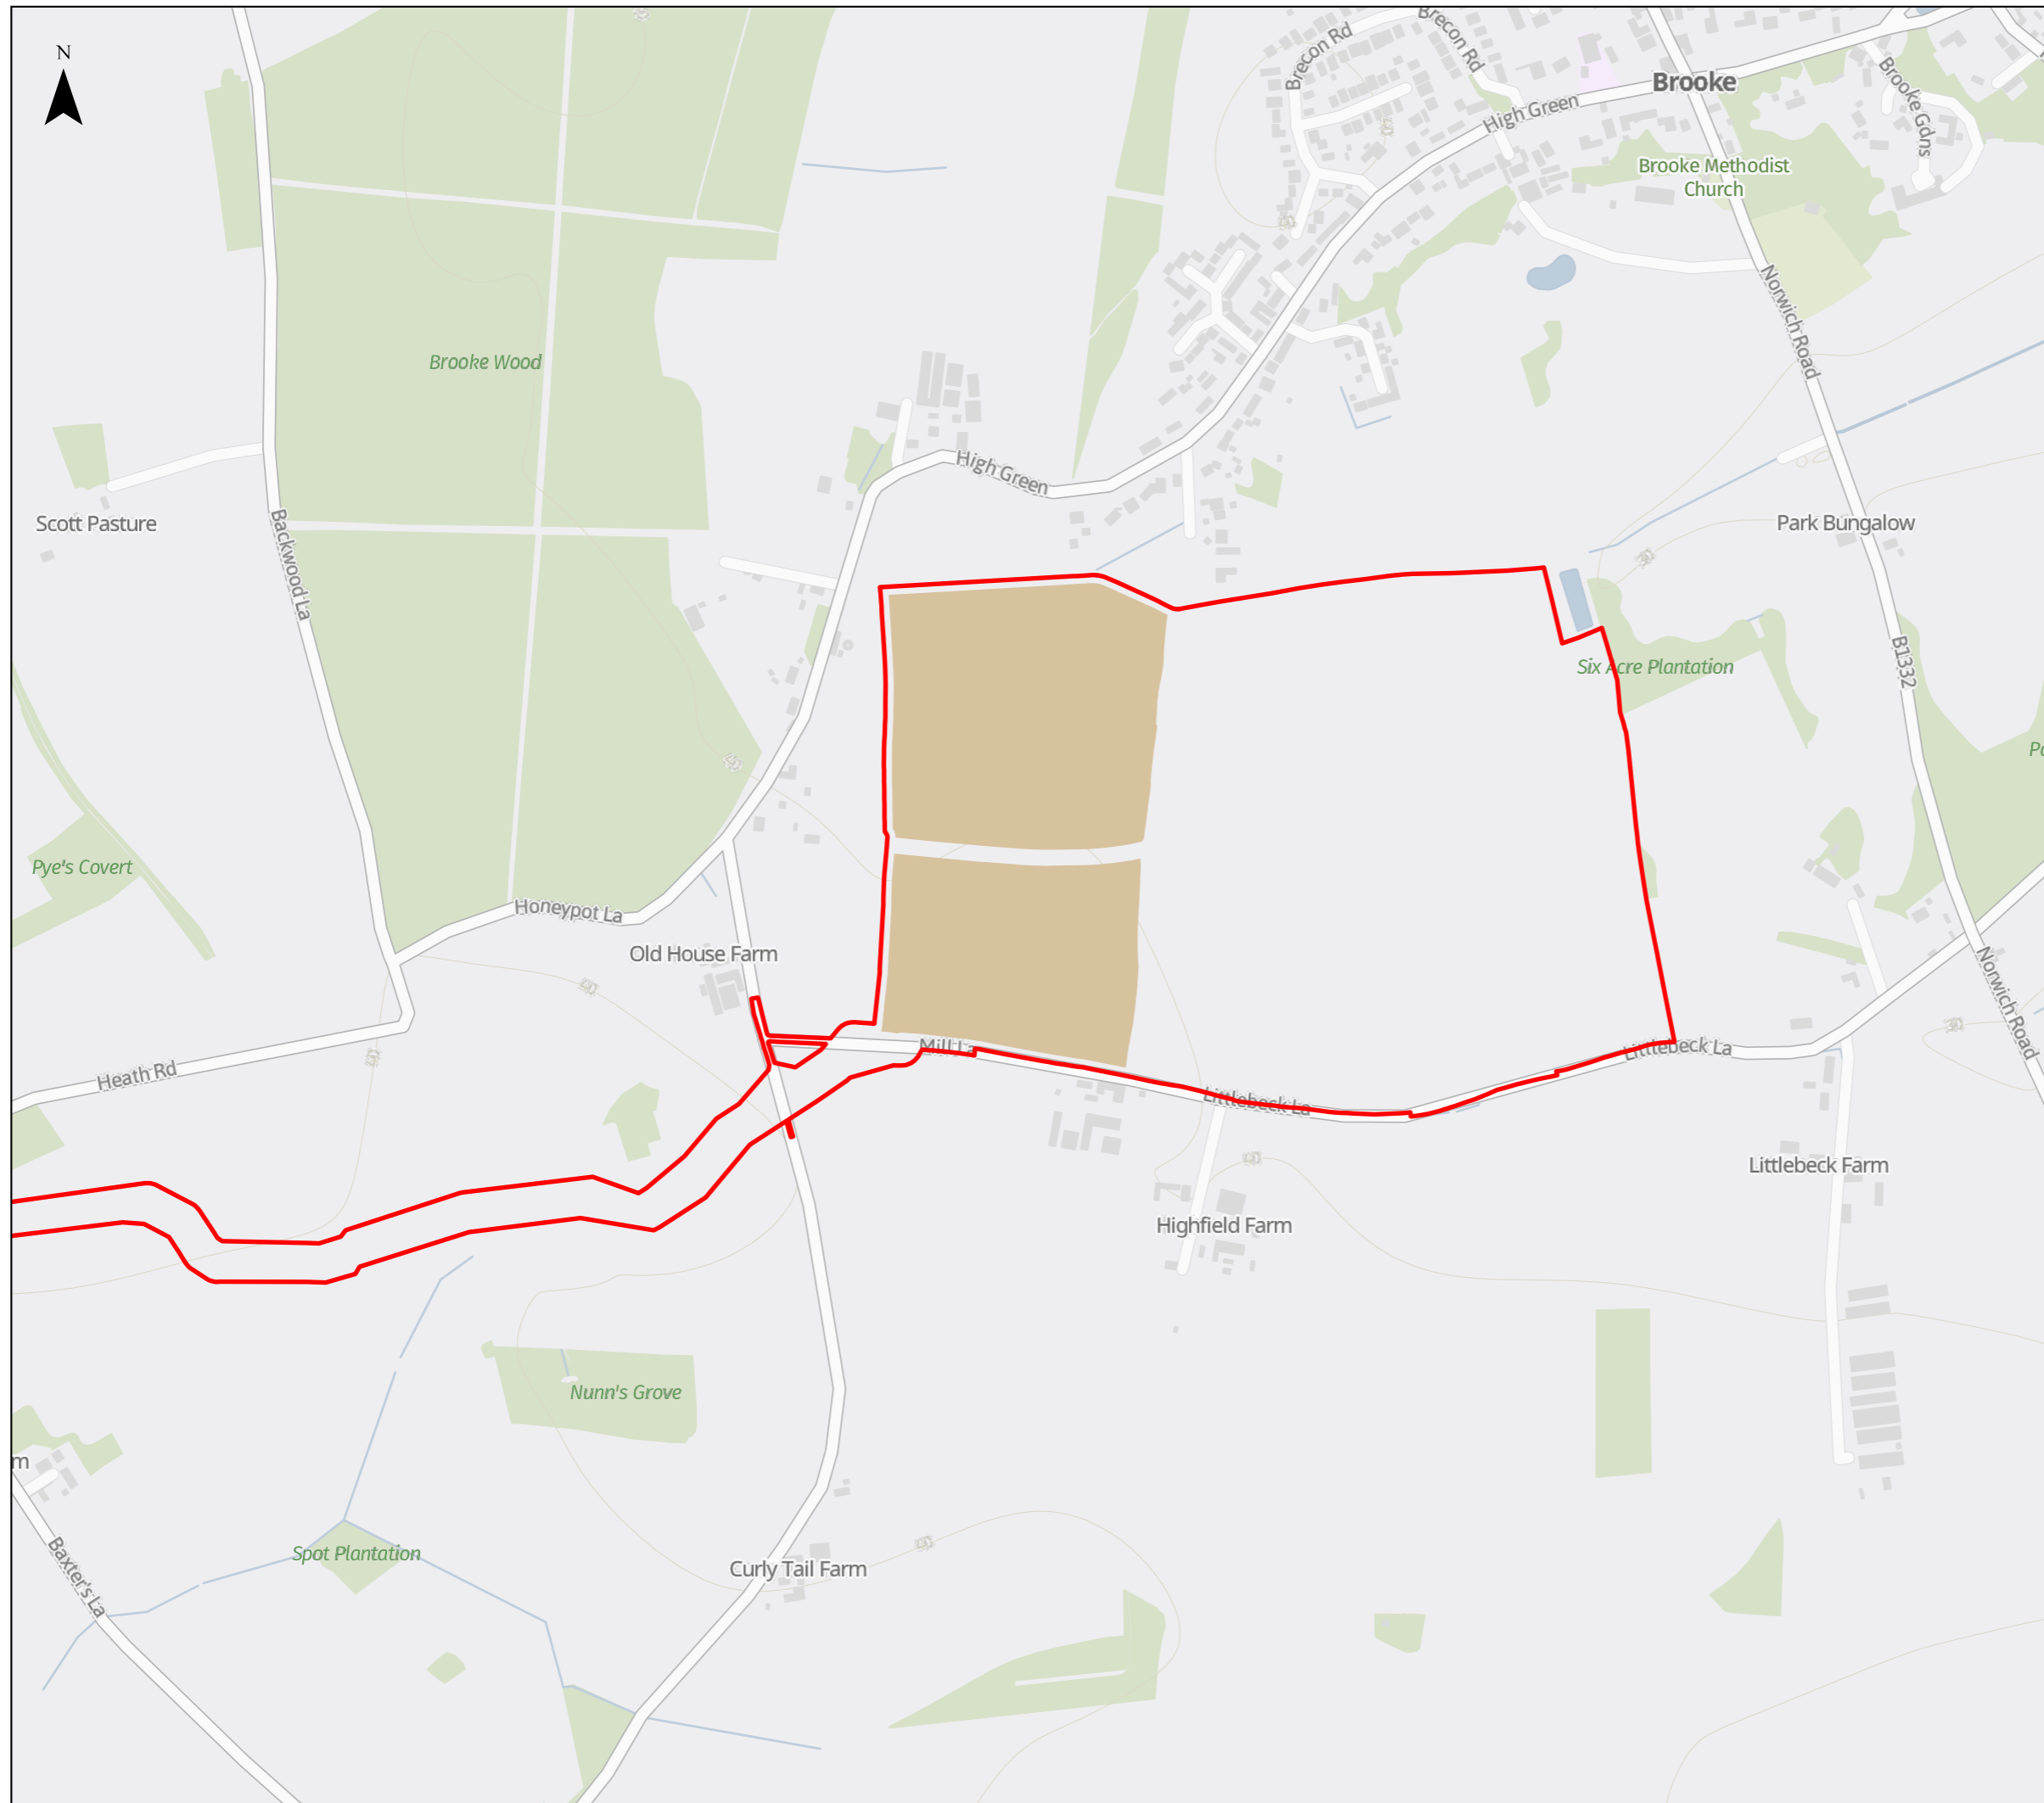 N
Brecon Rd
Brecon Rd
Brooke
Brooke Gdns
High Green
Brooke Methodist
Church
Norwich Road
Brooke Wood
High Green
Scott Pasture
Backwood La
Park Bungalow
B1332
Six Acre Plantation
Pye's Covert
Honeypot La
Old House Farm
Norwich Road
Heath Rd
Mill La
Littlebeck La
Littlebeck La
Littlebeck Farm
Highfield Farm
Nunn's Grove
Spot Plantation
Baxter's La
Curly Tail Farm